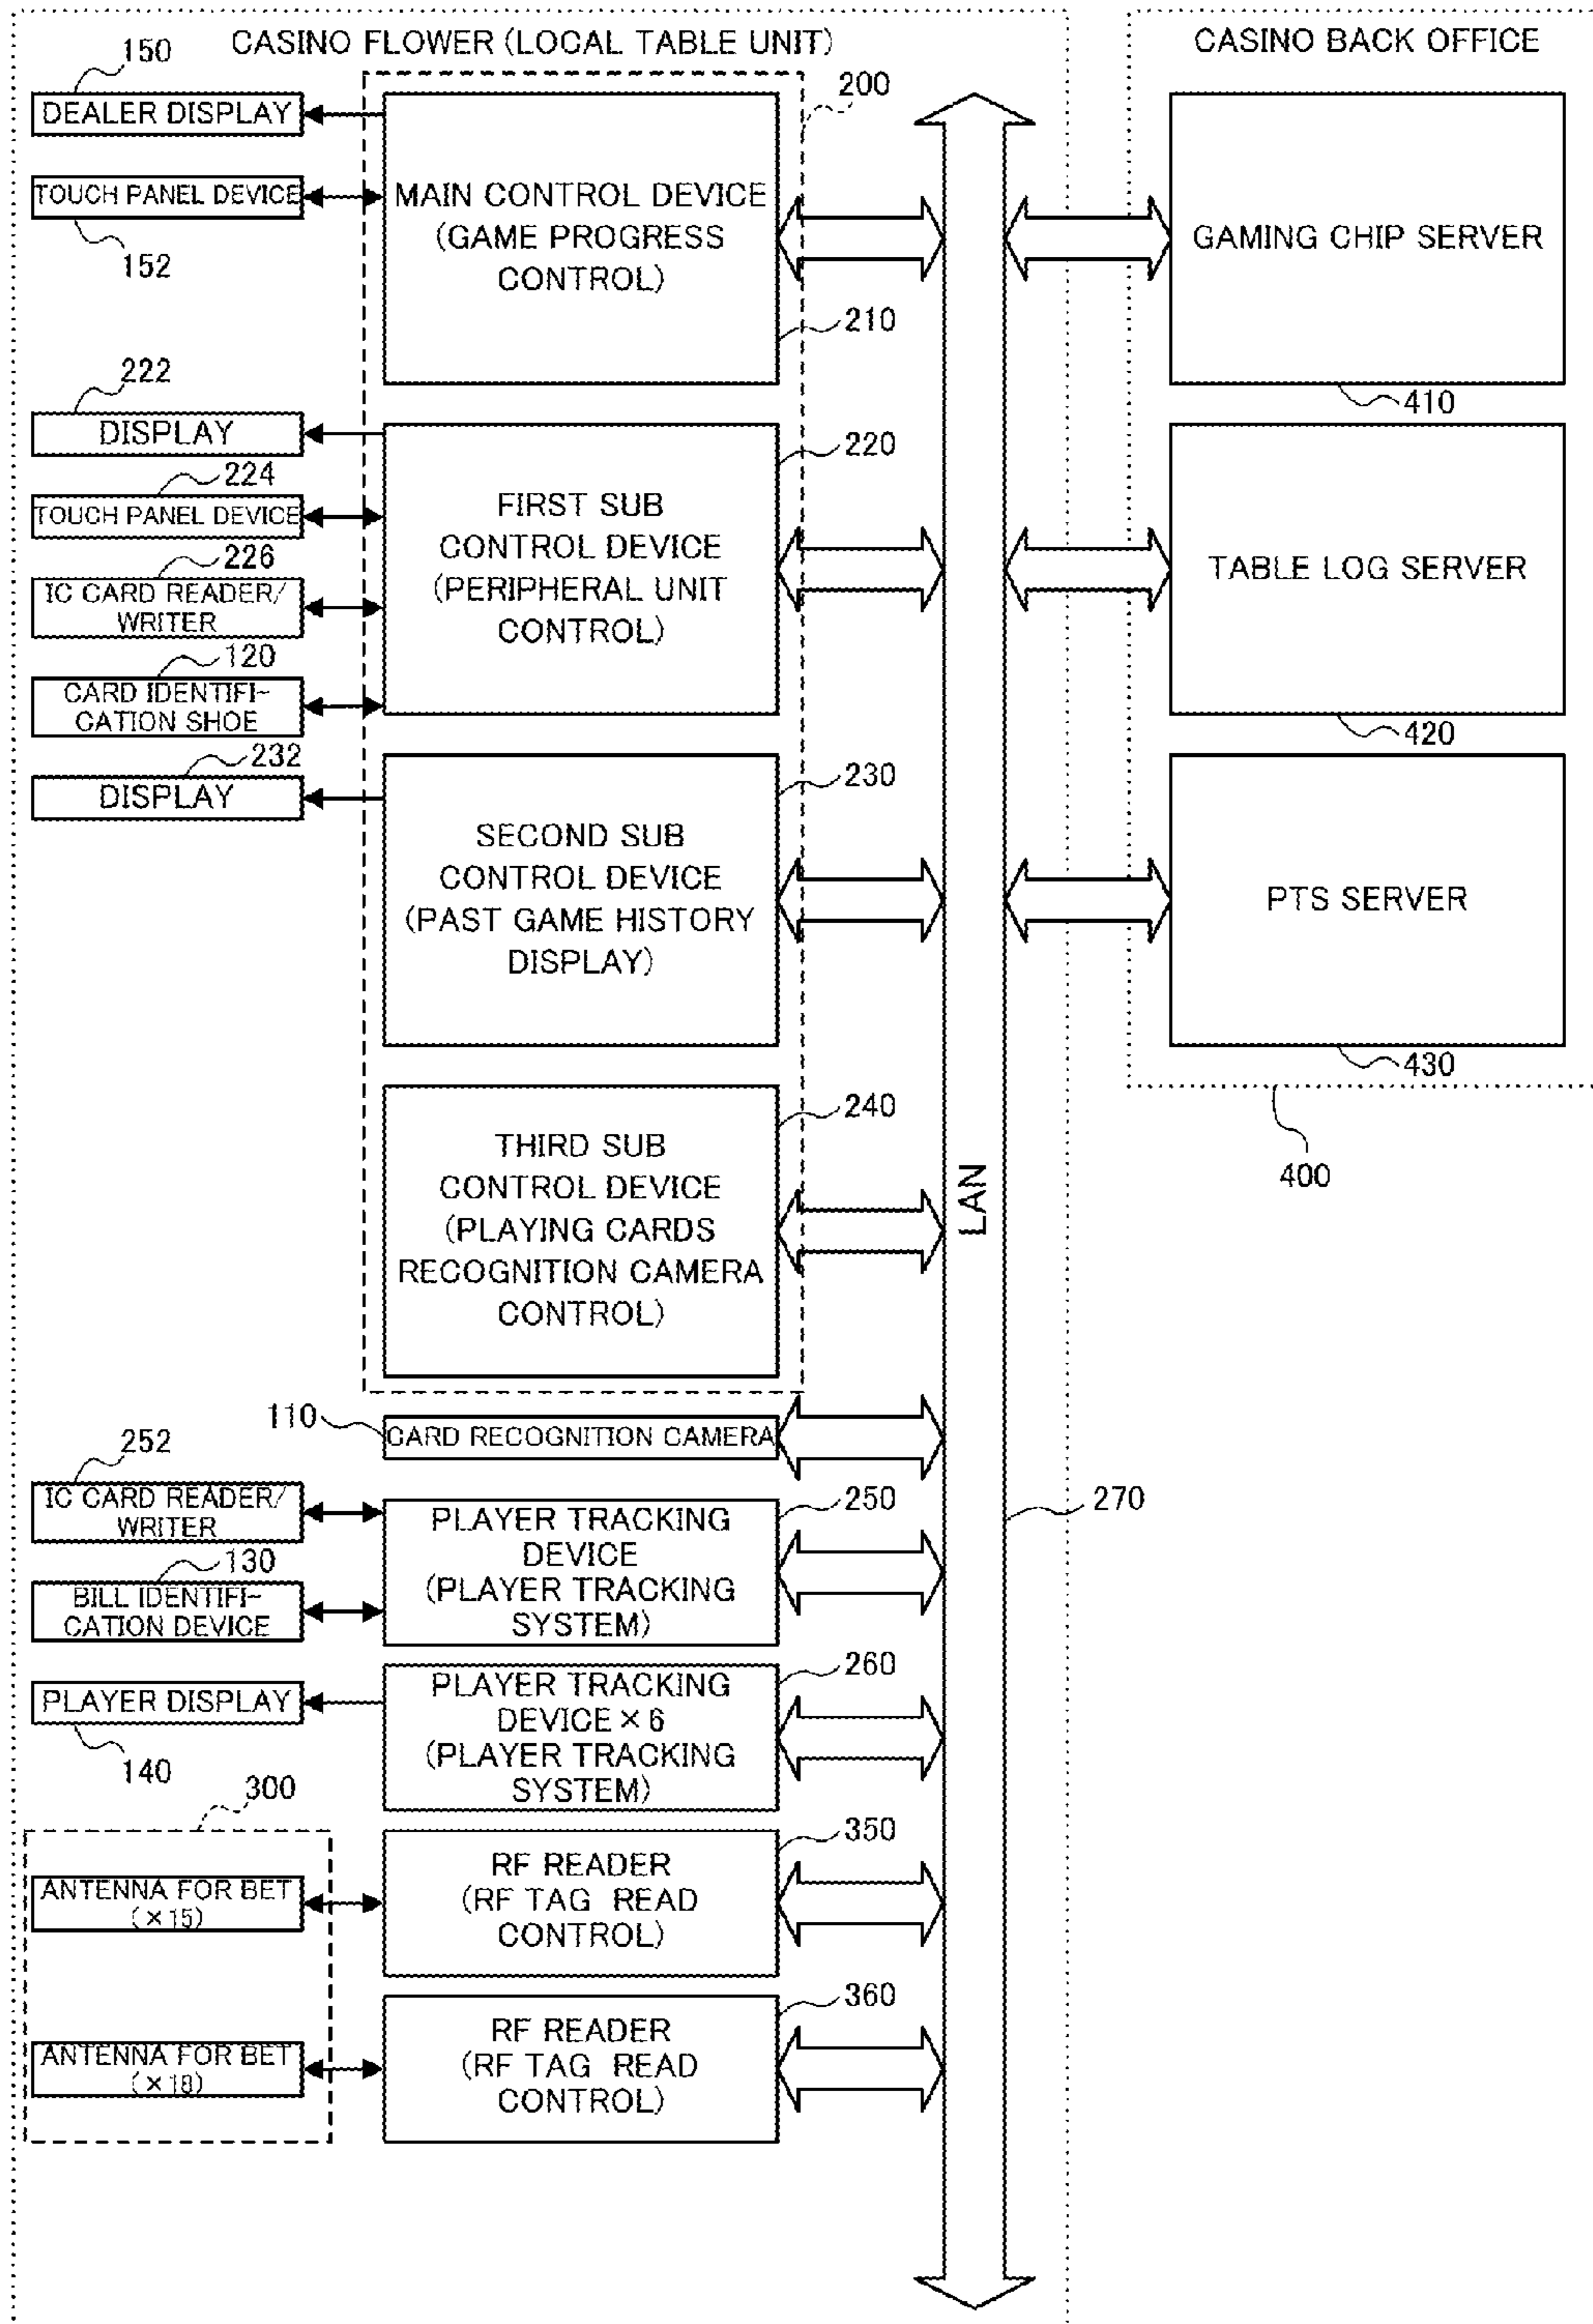 CASINO FLOWER (LOCAL TABLE UNIT)
CASINO BACK OFFICE
150
DEALER DISPLAY
TOUCH PANEL DEVICE
152
200
MAIN CONTROL DEVICE
(GAME PROGRESS
CONTROL)
210
GAMING CHIP SERVER
410
222
DISPLAY
224
TOUCH PANEL DEVICE
226
IC CARD READER/
WRITER
120
CARD IDENTIFI-
CATION SHOE
220
FIRST SUB
CONTROL DEVICE
(PERIPHERAL UNIT
CONTROL)
TABLE LOG SERVER
420
232
DISPLAY
230
SECOND SUB
CONTROL DEVICE
(PAST GAME HISTORY
DISPLAY)
PTS SERVER
430
400
240
THIRD SUB
CONTROL DEVICE
(PLAYING CARDS
RECOGNITION CAMERA
CONTROL)
LAN
270
110
CARD RECOGNITION CAMERA
252
IC CARD READER/
WRITER
130
BILL IDENTIFI-
CATION DEVICE
250
PLAYER TRACKING
DEVICE
(PLAYER TRACKING
SYSTEM)
PLAYER DISPLAY
140
260
PLAYER TRACKING
DEVICE × 6
(PLAYER TRACKING
SYSTEM)
300
ANTENNA FOR BET
(×15)
350
RF READER
(RF TAG READ
CONTROL)
ANTENNA FOR BET
(×18)
360
RF READER
(RF TAG READ
CONTROL)